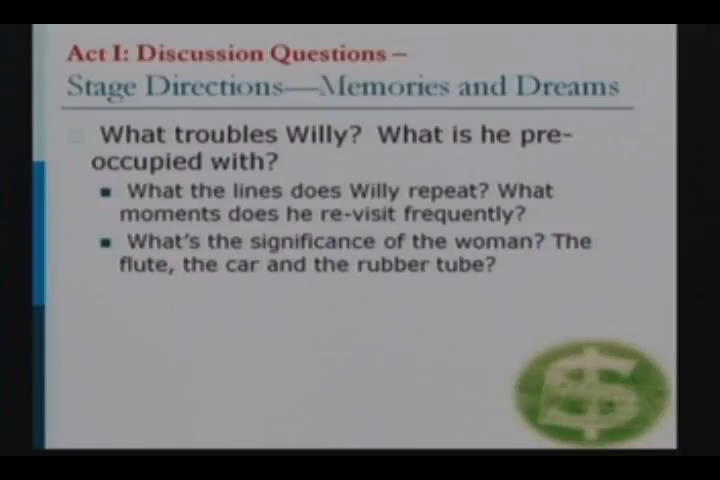 Act I: Discussion Questions –
Stage Directions—Memories and Dreams
What troubles Willy? What is he pre-
occupied with?
What the lines does Willy repeat? What
moments does he re-visit frequently?
What's the significance of the woman? The
flute, the car and the rubber tube?